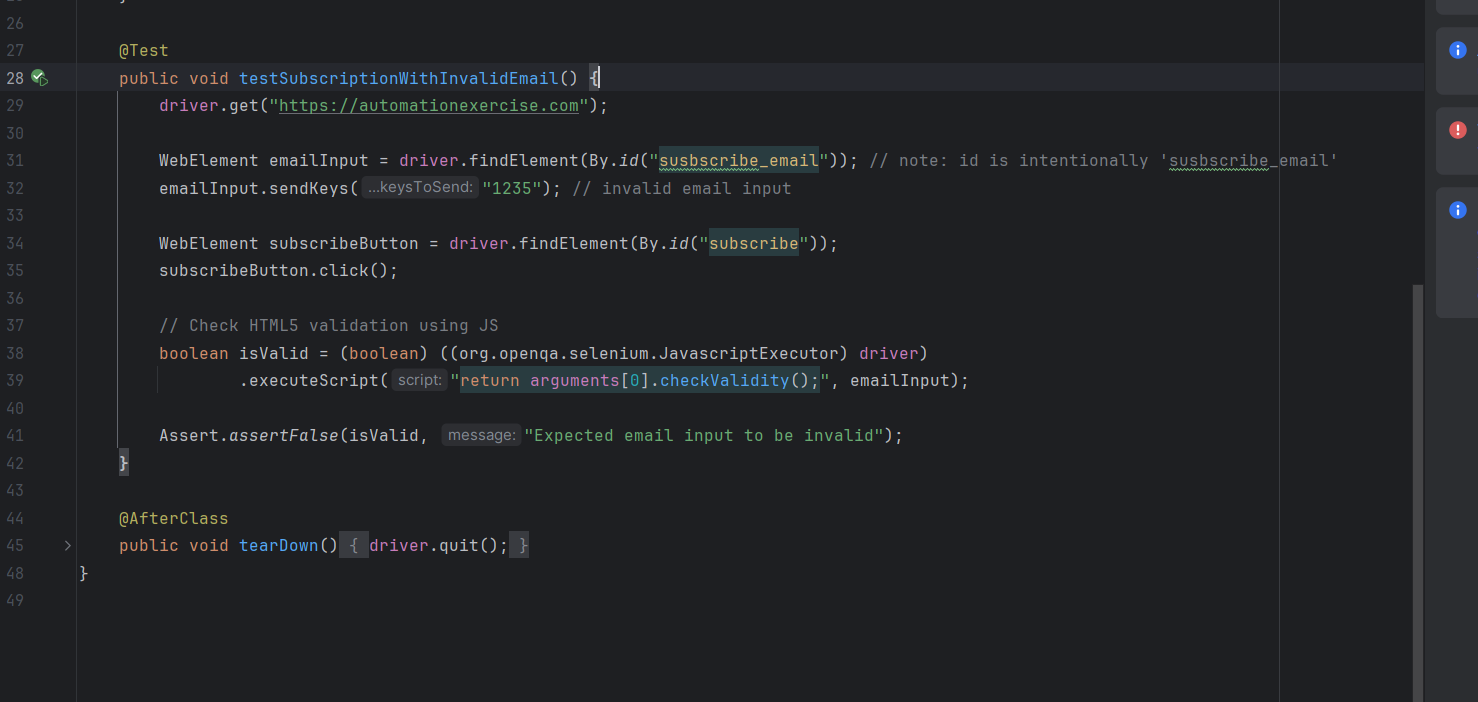 26
27 @Test
28 public void testSubscriptionWithInvalidEmail() {
29 driver.get("https://automationexercise.com");
30
31 WebElement emailInput = driver.findElement(By.id("susbscribe_email")); // note: id is intentionally 'susbscribe_email'
32 emailInput.sendKeys( ...keysToSend: "1235"); // invalid email input
33
34 WebElement subscribeButton = driver.findElement(By.id("subscribe"));
35 subscribeButton.click();
36
37 // Check HTML5 validation using JS
38 boolean isValid = (boolean) ((org.openqa.selenium.JavascriptExecutor) driver)
39 .executeScript( script: "return arguments[0].checkValidity();", emailInput);
40
41 Assert.assertFalse(isValid, message: "Expected email input to be invalid");
42 }
43
44 @AfterClass
45 public void tearDown() { driver.quit(); }
48 }
49